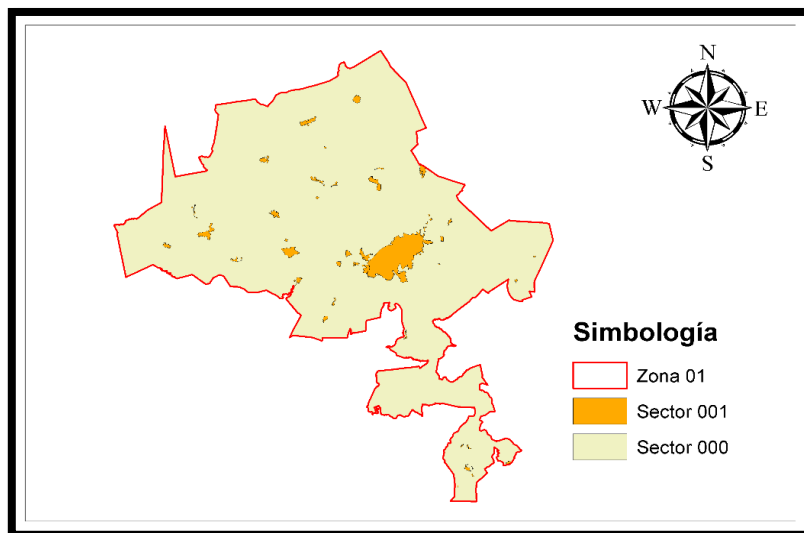 N
W E
S
Simbología
Zona 01
Sector 001
Sector 000